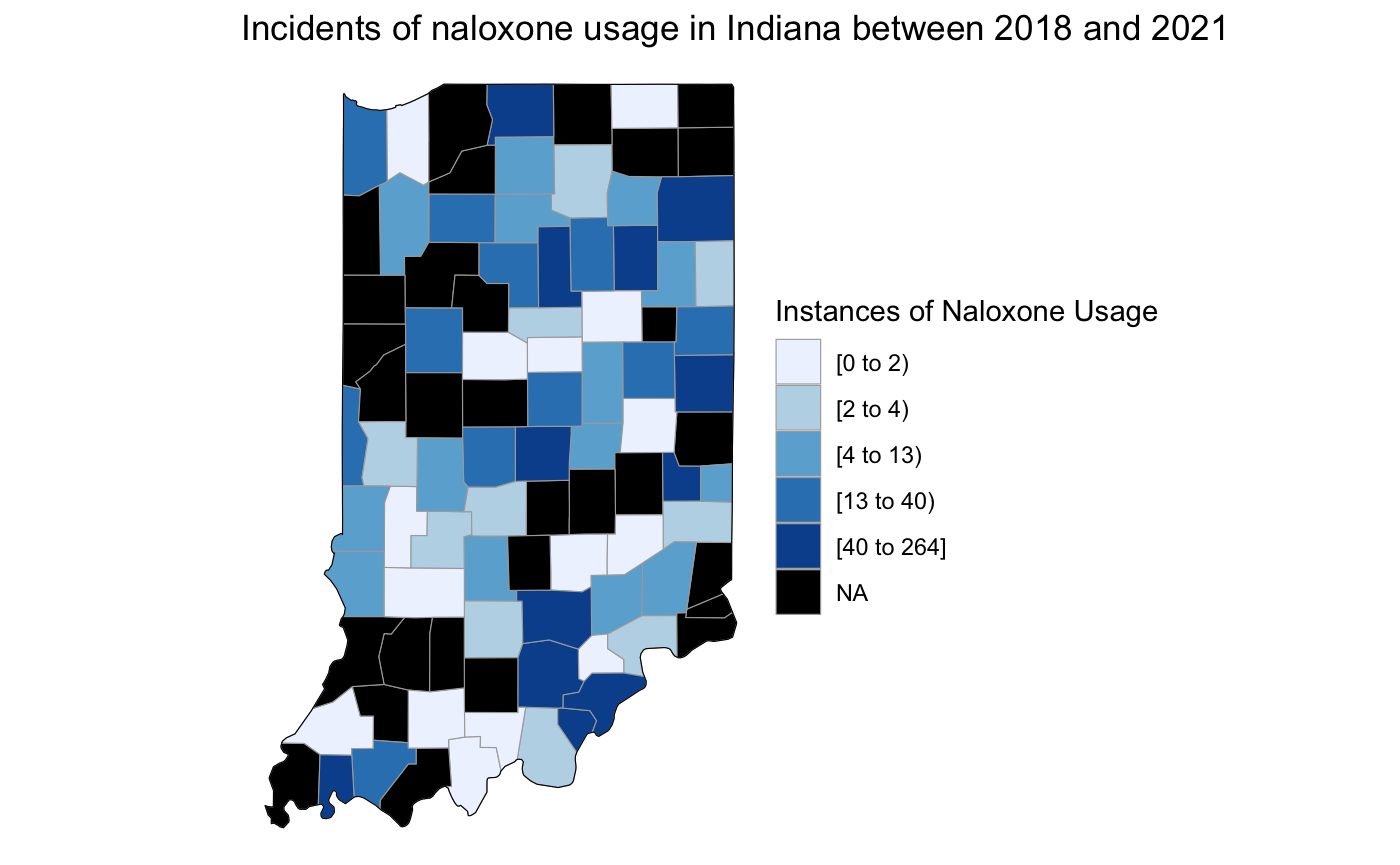 Incidents of naloxone usage in Indiana between 2018 and 2021
Instances of Naloxone Usage
[0 to 2)
[2 to 4)
[4 to 13)
[13 to 40)
[40 to 264]
NA